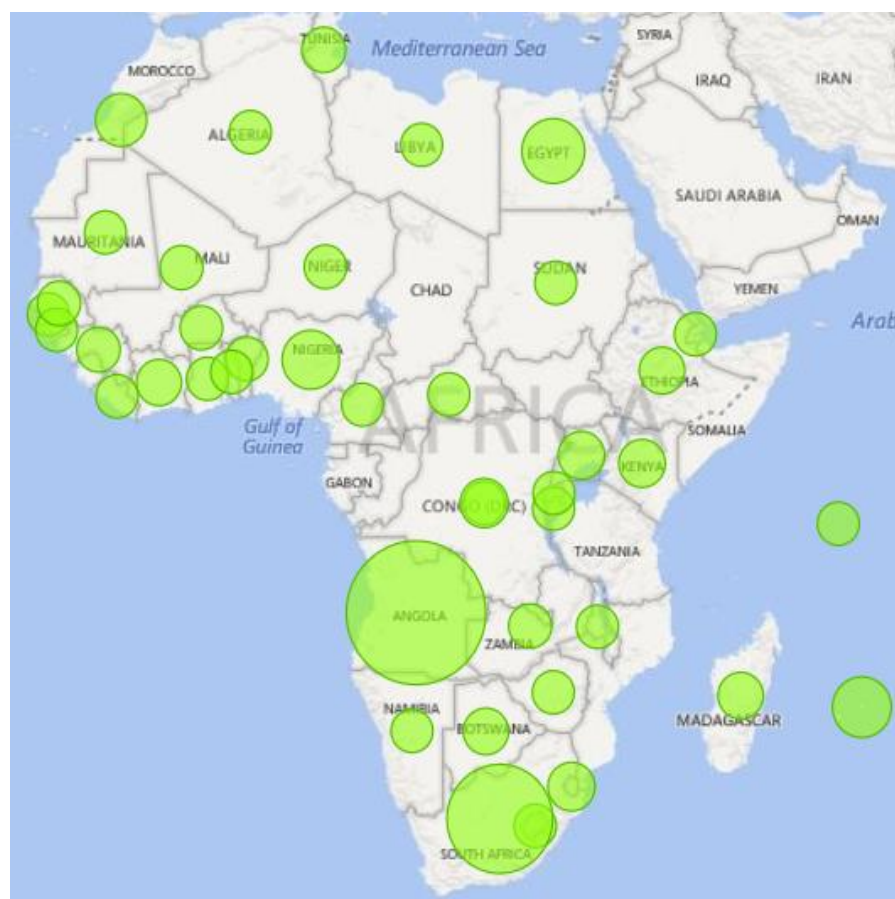 TUNISIA
Mediterranean Sea
SYRIA
MOROCCO
IRAQ
IRAN
ALGERIA
LIBYA
EGYPT
SAUDI ARABIA
OMAN
MAURITANIA
MALI
NIGER
CHAD
SUDAN
YEMEN
Arab
NIGERIA
ETHIOPIA
AFRICA
Gulf of
Guinea
SOMALIA
KENYA
GABON
CONGO (DRC)
TANZANIA
ANGOLA
ZAMBIA
NAMIBIA
BOTSWANA
MADAGASCAR
SOUTH AFRICA